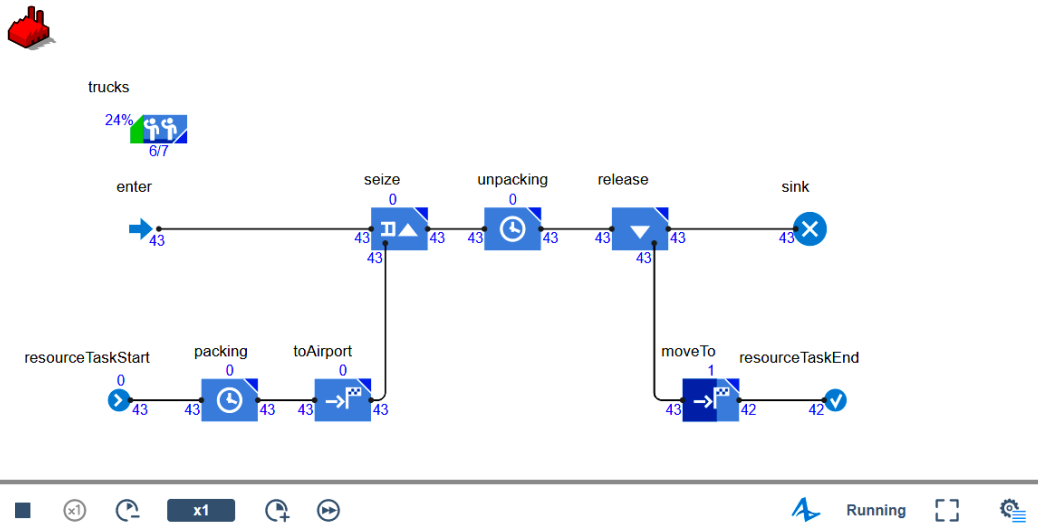 trucks
24%
6/7
enter
43
seize
0
43
43
43
unpacking
0
43
43
release
43
43
43
sink
43
resourceTaskStart
0
43
packing
0
43
43
toAirport
0
43
43
moveTo
1
43
42
resourceTaskEnd
42
x1
x1
Running